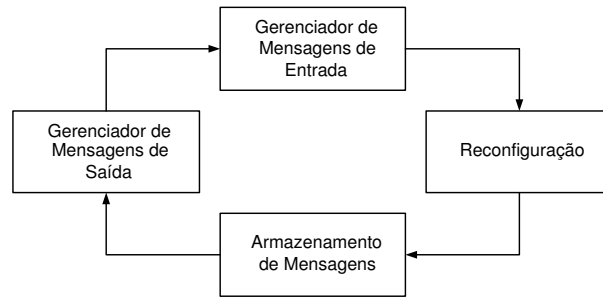 Gerenciador de
Mensagens de
Entrada
Gerenciador de
Mensagens de
Saída
Reconfiguração
Armazenamento
de Mensagens